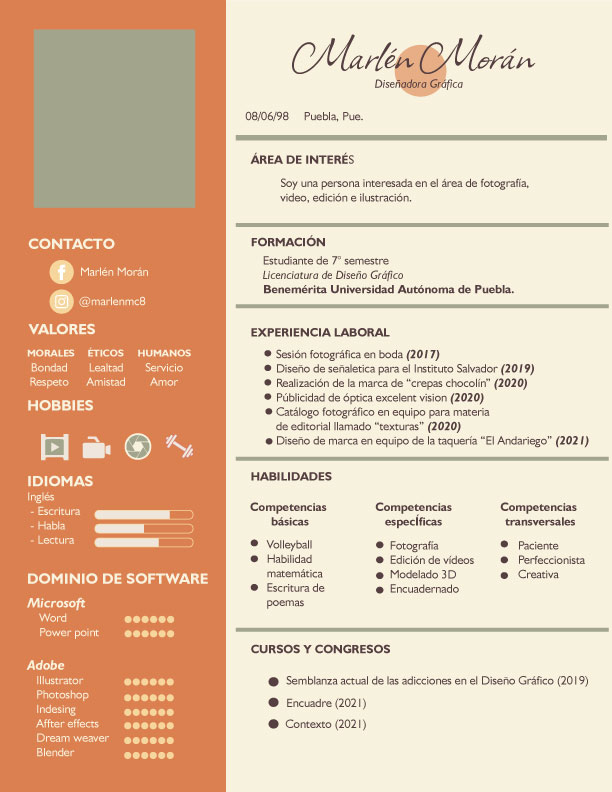 Marlén Morán
Diseñadora Gráfica
08/06/98 Puebla, Pue.
CONTACTO
Marlén Morán
@marlenmc8
VALORES
MORALES ÉTICOS HUMANOS
Bondad Lealtad Servicio
Respeto Amistad Amor
HOBBIES
IDIOMAS
Inglés
- Escritura
- Habla
- Lectura
DOMINIO DE SOFTWARE
Microsoft
Word
Power point
Adobe
Illustrator
Photoshop
Indesing
Affter effects
Dream weaver
Blender
ÁREA DE INTERÉS
Soy una persona interesada en el área de fotografía,
video, edición e ilustración.
FORMACIÓN
Estudiante de 7° semestre
Licenciatura de Diseño Gráfico
Benemérita Universidad Autónoma de Puebla.
EXPERIENCIA LABORAL
● Sesión fotográfica en boda (2017)
● Diseño de señaletica para el Instituto Salvador (2019)
● Realización de la marca de “crepas chocolín” (2020)
● Públicidad de óptica excelent vision (2020)
● Catálogo fotográfico en equipo para materia
de editorial llamado “texturas” (2020)
● Diseño de marca en equipo de la taquería “El Andariego” (2021)
HABILIDADES
Competencias
básicas
● Volleyball
● Habilidad
matemática
● Escritura de
poemas
Competencias
especÍficas
● Fotografía
● Edición de vídeos
● Modelado 3D
● Encuadernado
Competencias
transversales
● Paciente
● Perfeccionista
● Creativa
CURSOS Y CONGRESOS
● Semblanza actual de las adicciones en el Diseño Gráfico (2019)
● Encuadre (2021)
● Contexto (2021)